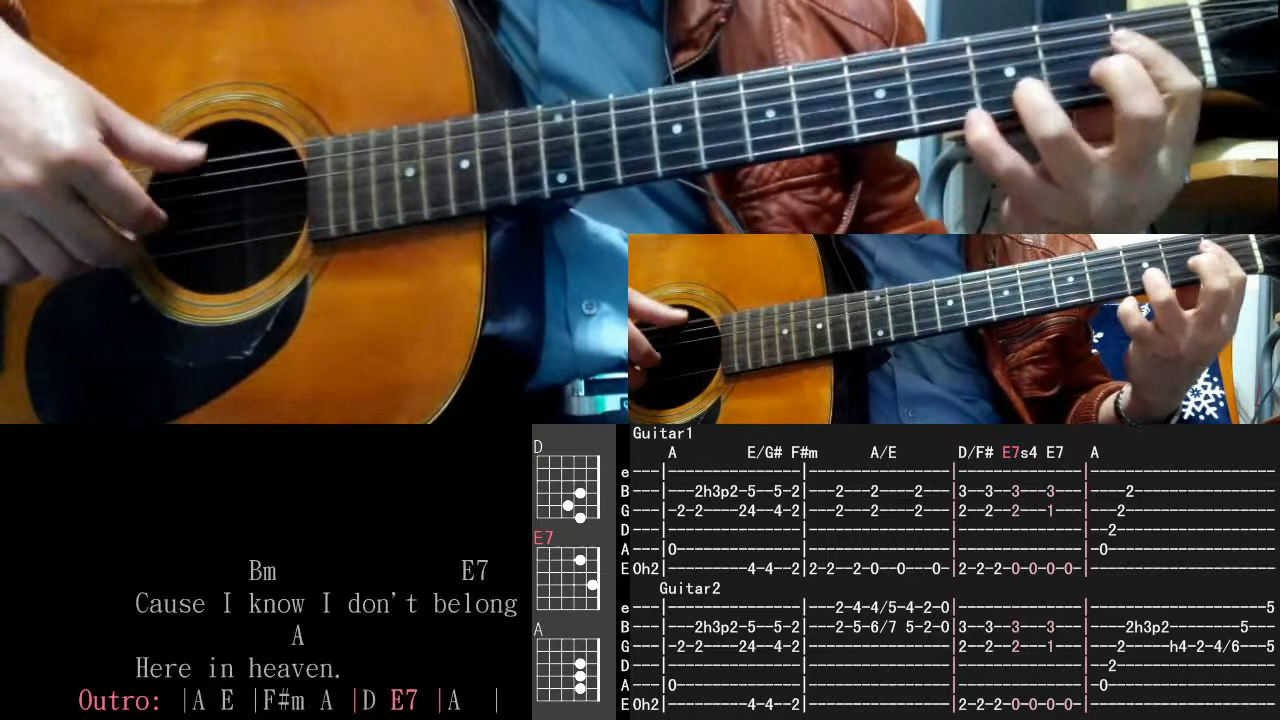 Bm E7
Cause I know I don't belong
A
Here in heaven.
Outro: |A E |F#m A |D E7 |A |
D
E7
A
Guitar1
A E/G# F#m A/E D/F# E7s4 E7 A
e---|--------------------|--------------------|-----------------|---------------------
B---|---2h3p2-5--5-2|---2---2----2---|3--3--3---3---|----2----------------
G---|-2-2----24--4-2|---2---2----2---|2--2--2---1---|---2-----------------
D---|--------------------|--------------------|-----------------|--2------------------
A---|0-------------------|--------------------|-----------------|-0-------------------
E0h2|---------4-4--2|2-2--2-0--0---0-|2-2-2-0-0-0-0-|---------------------
Guitar2
e---|--------------------|---2-4-4/5-4-2-0|-----------------|--------------------5
B---|---2h3p2-5--5-2|---2-5-6/7 5-2-0|3--3--3---3---|----2h3p2--------5---
G---|-2-2----24--4-2|--------------------|2--2--2---1---|---2-----h4-2-4/6---5
D---|--------------------|--------------------|-----------------|--2------------------
A---|0-------------------|--------------------|-----------------|-0-------------------
E0h2|---------4-4--2|--------------------|2-2-2-0-0-0-0-|---------------------